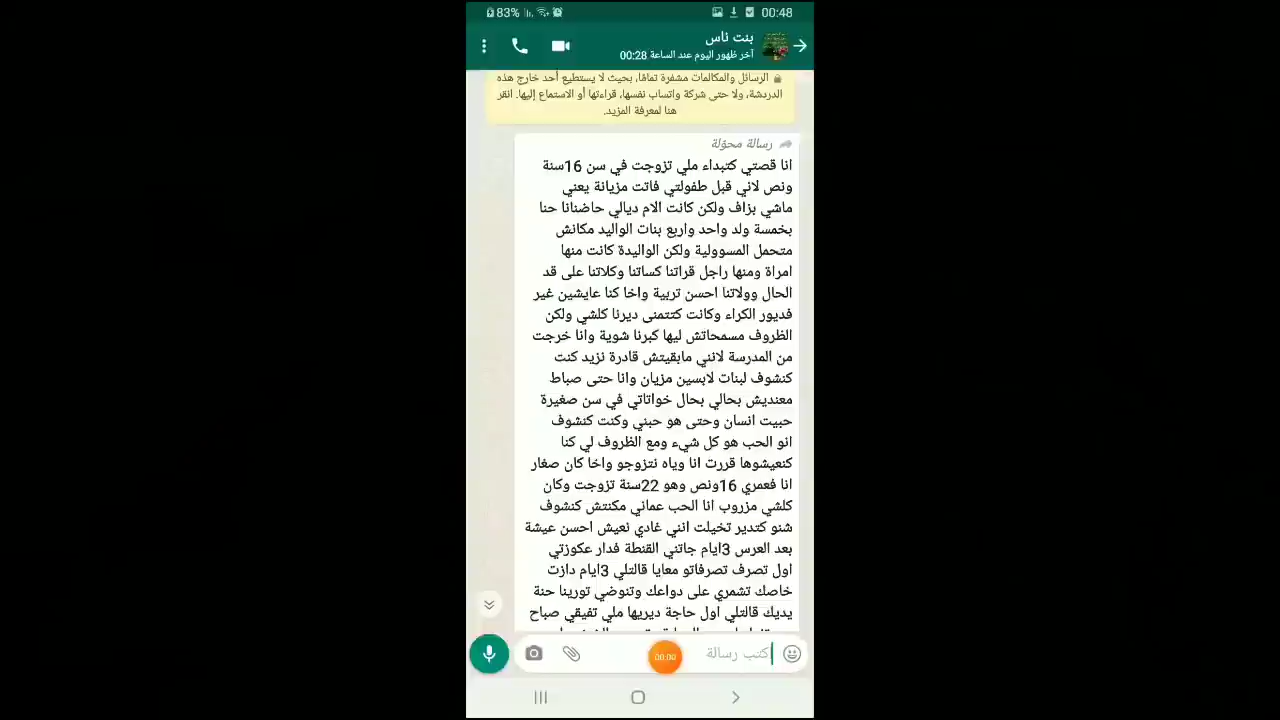 83%
00:48
بنت ناس
آخر ظهور اليوم عند الساعة 00:28
الرسائل والمكالمات مشفرة تمامًا، بحيث لا يستطيع أحد خارج هذه
الدردشة، ولا حتى شركة واتساب نفسها، قراءتها أو الاستماع إليها. انقر
هنا لمعرفة المزيد.
رسالة محوّلة
انا قصتي كتبداء ملي تزوجت في سن 16سنة
ونص لاني قبل طفولتي فاتت مزيانة يعني
ماشي بزاف ولكن كانت الام ديالي حاضنانا حنا
بخمسة ولد واحد واربع بنات الواليد مكانش
متحمل المسوولية ولكن الواليدة كانت منها
امراة ومنها راجل قراتنا كساتنا وكلاتنا على قد
الحال وولاتنا احسن تربية واخا كنا عايشين غير
فديور الكراء وكانت كتتمنى ديرنا كلشي ولكن
الظروف مسمحاتش ليها كبرنا شوية وانا خرجت
من المدرسة لانني مابقيتش قادرة نزيد كنت
كنشوف لبنات لابسين مزيان وانا حتى صباط
معنديش بحالي بحال خواتاتي في سن صغيرة
حبيت انسان وحتى هو حبني وكنت كنشوف
انو الحب هو كل شيء ومع الظروف لي كنا
كنعيشوها قررت انا وياه نتزوجو واخا كان صغار
انا فعمري 16ونص وهو 22سنة تزوجت وكان
كلشي مزروب انا الحب عماني مكنتش كنشوف
شنو كتدير تخيلت انني غادي نعيش احسن عيشة
بعد العرس 3ايام جاتني القنطة فدار عكوزتي
اول تصرف تصرفاتو معايا قالتلي 3ايام دازت
خاصك تشمري على دواعك وتنوضي تورينا حنة
يديك قالتلي اول حاجة ديريها ملي تفيقي صباح
كتب رسالة
00:00